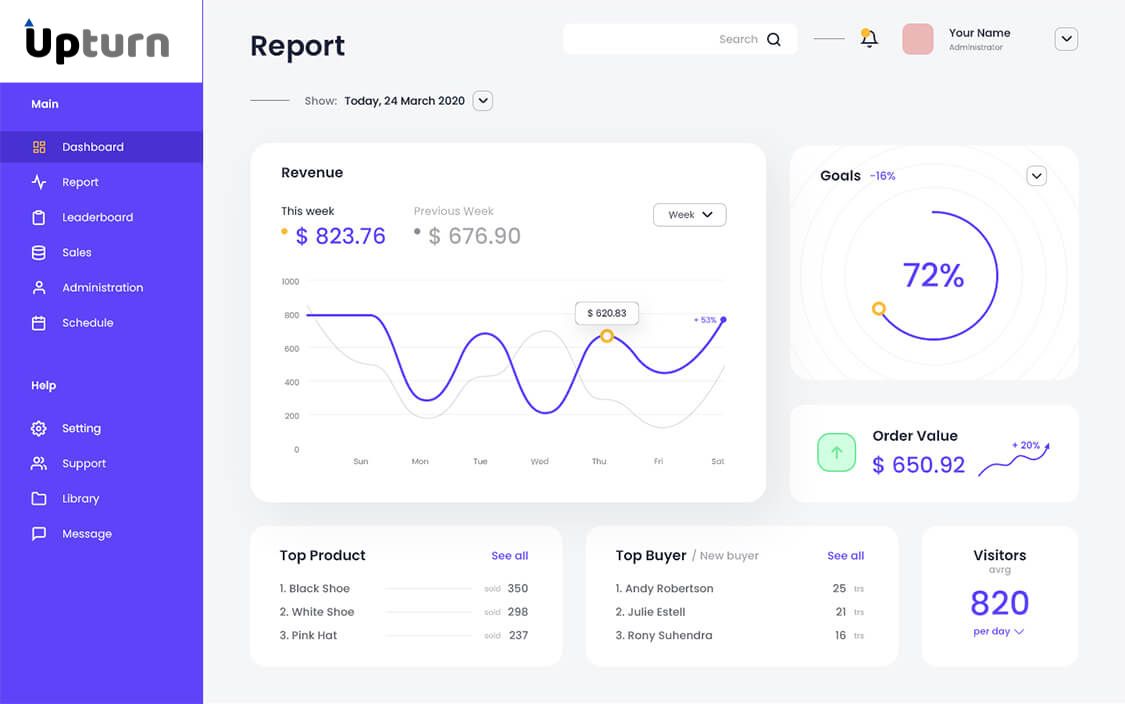 Upturn
Main
Dashboard
Report
Leaderboard
Sales
Administration
Schedule
Help
Setting
Support
Library
Message
Report
Search
Your Name
Administrator
Show: Today, 24 March 2020
Revenue
This week
$ 823.76
Previous Week
$ 676.90
Week
1000
800
600
400
200
0
$ 620.83
+ 53%
Sun Mon Tue Wed Thu Fri Sat
Goals -16%
72%
Order Value
$ 650.92
+ 20%
Top Product See all
1. Black Shoe sold 350
2. White Shoe sold 298
3. Pink Hat sold 237
Top Buyer / New buyer See all
1. Andy Robertson 25 trs
2. Julie Estell 21 trs
3. Rony Suhendra 16 trs
Visitors
avrg
820
per day